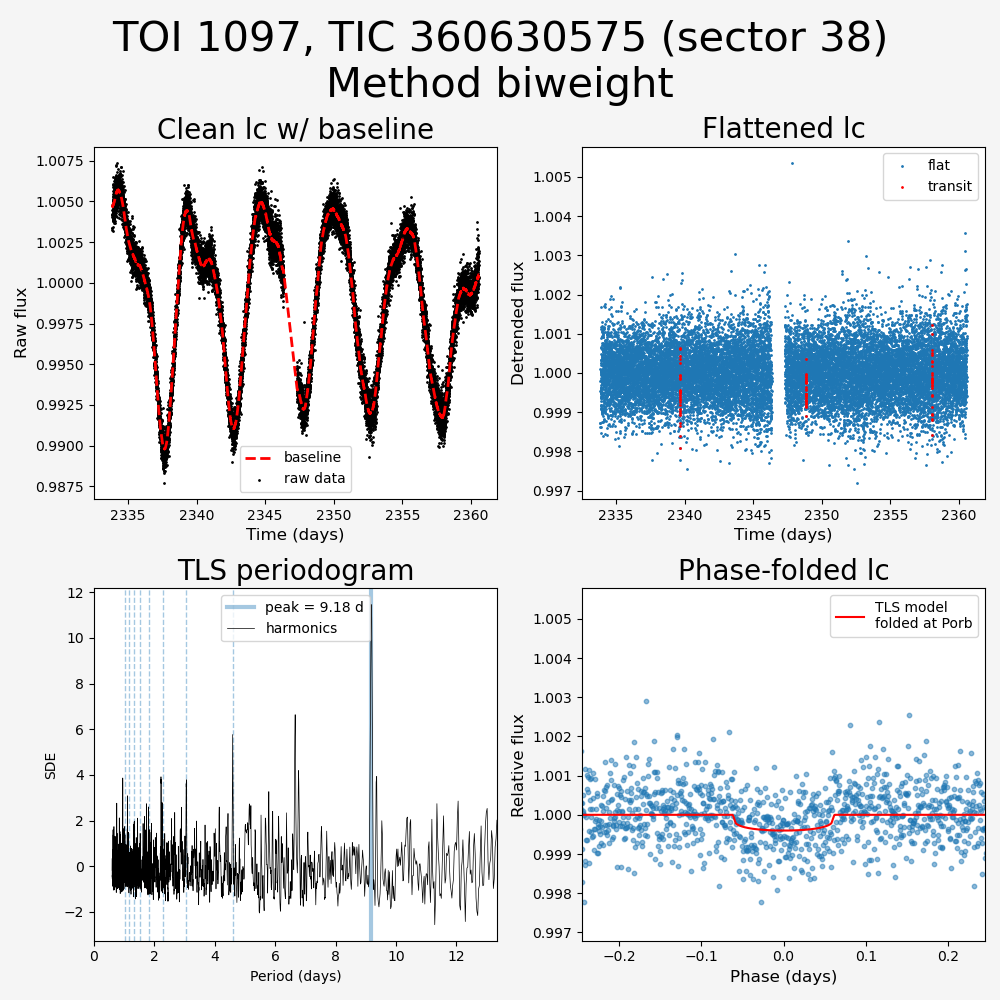 TOI 1097, TIC 360630575 (sector 38)
Method biweight
Clean lc w/ baseline
Raw flux
1.0075
1.0050
1.0025
1.0000
0.9975
0.9950
0.9925
0.9900
0.9875
baseline
raw data
2335 2340 2345 2350 2355 2360
Time (days)
Flattened lc
Detrended flux
1.005
1.004
1.003
1.002
1.001
1.000
0.999
0.998
0.997
flat
transit
2335 2340 2345 2350 2355 2360
Time (days)
TLS periodogram
SDE
12
10
8
6
4
2
0
−2
peak = 9.18 d
harmonics
0 2 4 6 8 10 12
Period (days)
Phase-folded lc
Relative flux
1.005
1.004
1.003
1.002
1.001
1.000
0.999
0.998
0.997
TLS model
folded at Porb
−0.2 −0.1 0.0 0.1 0.2
Phase (days)